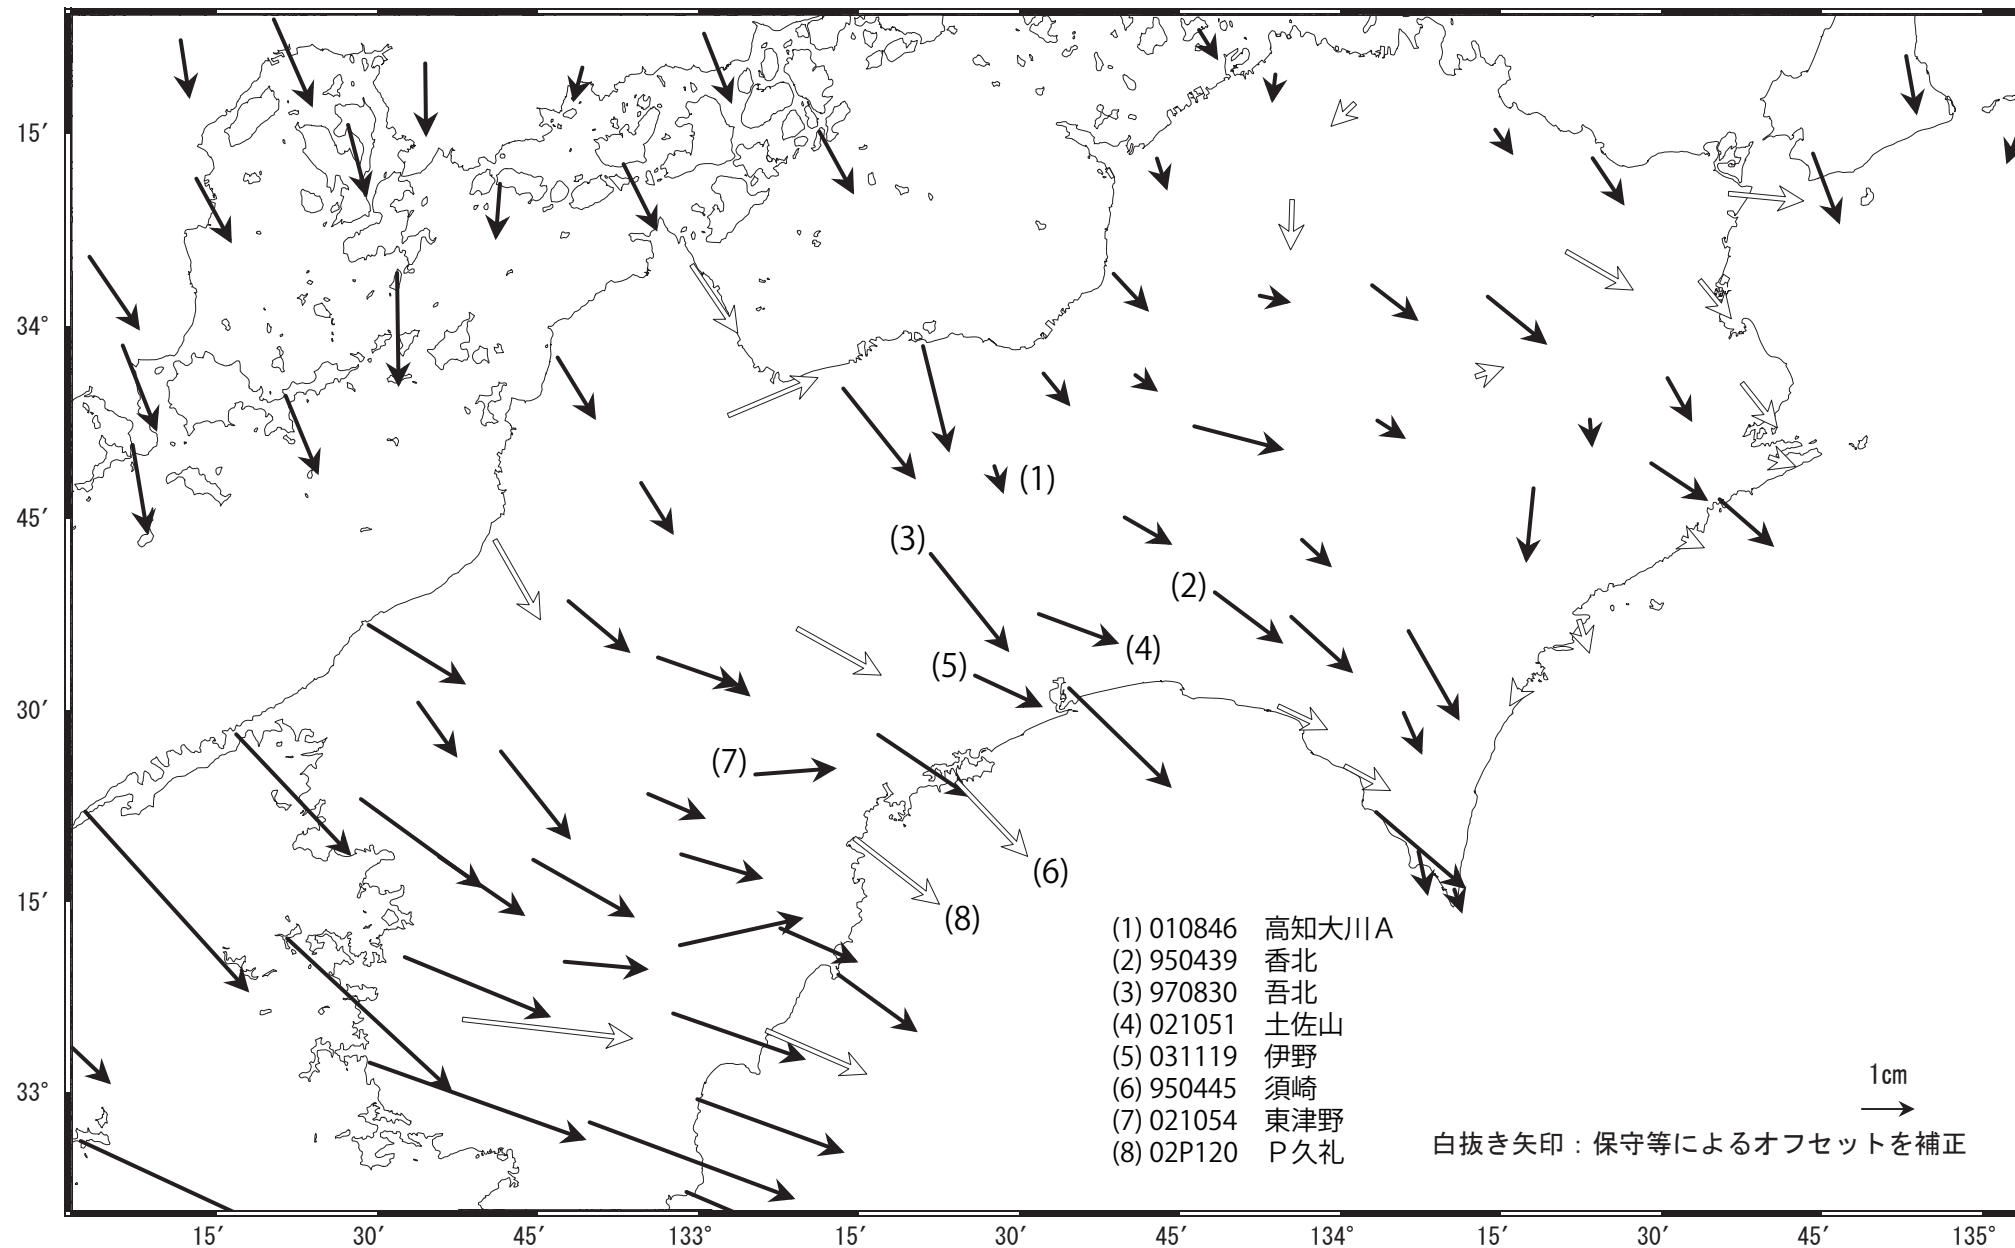 15′
34°
45′
30′
15′
33°
(1)
(3)
(2)
(4)
(5)
(7)
(6)
(8)
(1) 010846 高知大川A
(2) 950439 香北
(3) 970830 吾北
(4) 021051 土佐山
(5) 031119 伊野
(6) 950445 須崎
(7) 021054 東津野
(8) 02P120 P久礼
1cm
白抜き矢印：保守等によるオフセットを補正
15′ 30′ 45′ 133° 15′ 30′ 45′ 134° 15′ 30′ 45′ 135°